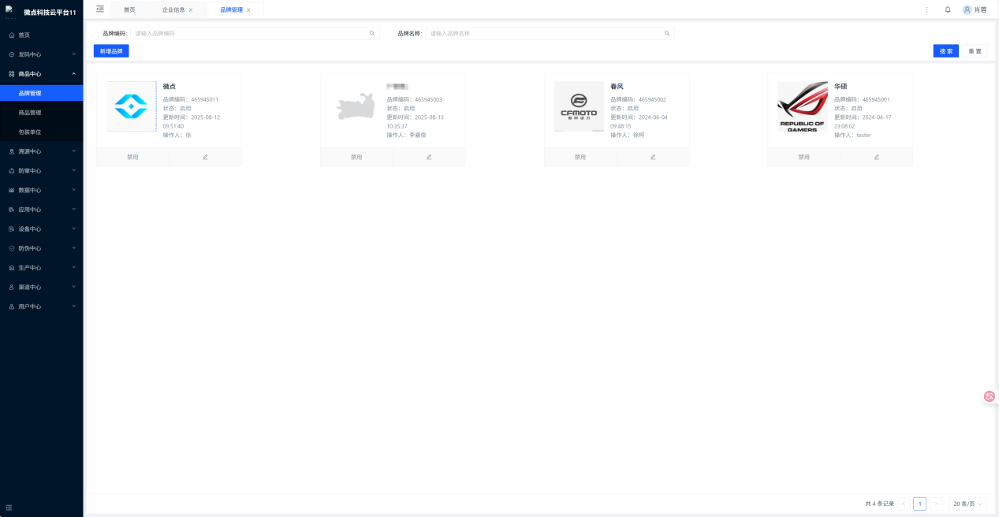 微点科技云平台11
首页
企业信息
品牌管理
肖蓉
首页
发码中心
商品中心
品牌管理
商品管理
包装单位
溯源中心
防窜中心
数据中心
应用中心
设备中心
防伪中心
生产中心
渠道中心
用户中心
品牌编码: 请输入品牌编码
品牌名称: 请输入品牌名称
新增品牌
搜 索
重 置
微点
品牌编码：465945011
状态：启用
更新时间：2025-08-12
09:51:40
操作人：徐
禁用
品牌编码：465945003
状态：启用
更新时间：2025-08-13
10:35:37
操作人：李嘉俊
禁用
CFMOTO
春风动力
春风
品牌编码：465945002
状态：启用
更新时间：2024-06-04
09:48:15
操作人：徐柯
禁用
REPUBLIC OF
GAMERS
华硕
品牌编码：465945001
状态：启用
更新时间：2024-04-17
23:08:02
操作人：tester
禁用
共 4 条记录
1
20 条/页